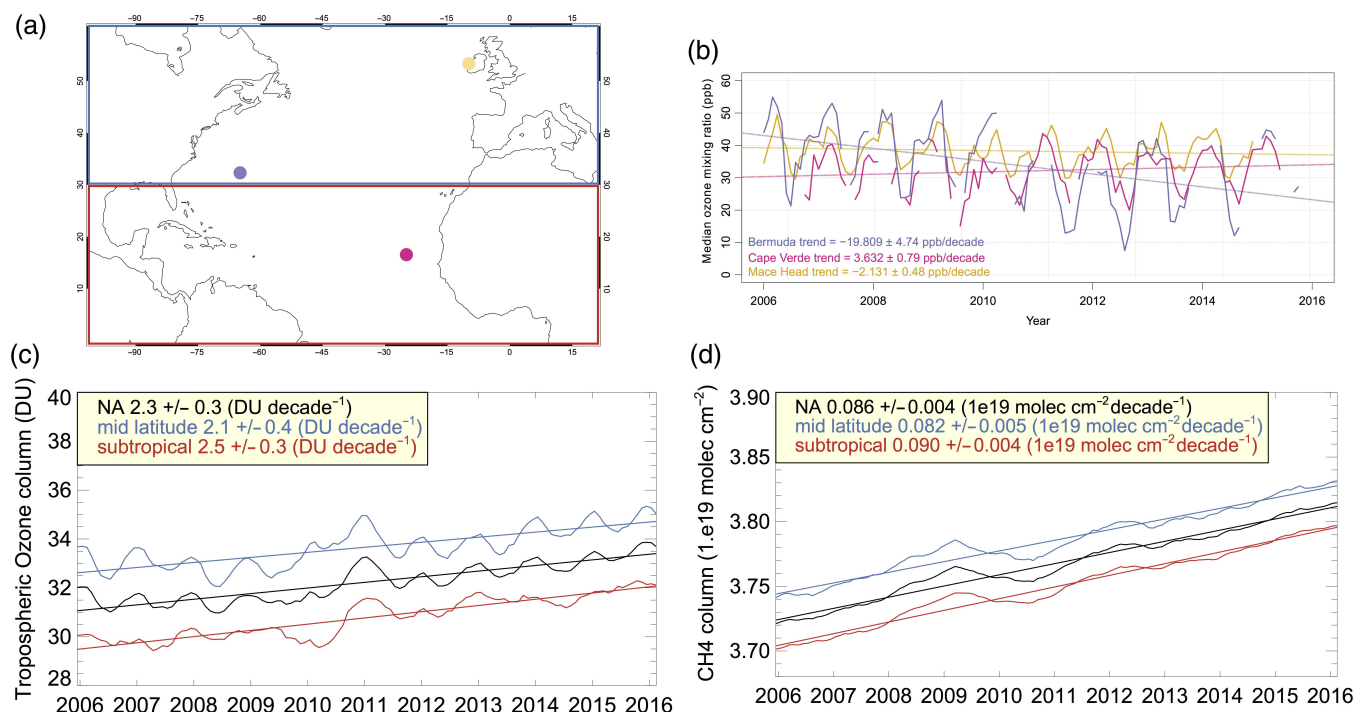 (a)
−90 −75 −60 −45 −30 −15 0 15
50 50
40 40
30 30
20 20
10 10
−90 −75 −60 −45 −30 −15 0 15
(b)
Median ozone mixing ratio (ppb)
60
50
40
30
20
10
0
Bermuda trend = −19.809 ± 4.74 ppb/decade
Cape Verde trend = 3.632 ± 0.79 ppb/decade
Mace Head trend = −2.131 ± 0.48 ppb/decade
2006 2008 2010 2012 2014 2016
Year
(c)
Tropospheric Ozone column (DU)
40
38
36
34
32
30
28
NA 2.3 +/− 0.3 (DU decade⁻¹)
mid latitude 2.1 +/−0.4 (DU decade⁻¹)
subtropical 2.5 +/−0.3 (DU decade⁻¹)
2006 2007 2008 2009 2010 2011 2012 2013 2014 2015 2016
(d)
CH4 column (1.e19 molec cm⁻²)
3.90
3.85
3.80
3.75
3.70
NA 0.086 +/−0.004 (1e19 molec cm⁻²decade⁻¹)
mid latitude 0.082 +/−0.005 (1e19 molec cm⁻²decade⁻¹)
subtropical 0.090 +/−0.004 (1e19 molec cm⁻²decade⁻¹)
2006 2007 2008 2009 2010 2011 2012 2013 2014 2015 2016